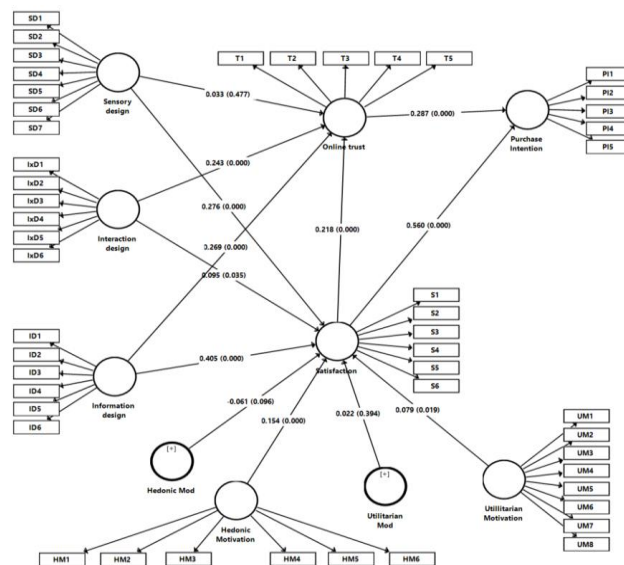 SD1
SD2
SD3
SD4
SD5
SD6
SD7
Sensory
design
T1 T2 T3 T4 T5
Online trust
PI1
PI2
PI3
PI4
PI5
Purchase
Intention
0.033 (0.477)
0.287 (0.000)
IxD1
IxD2
IxD3
IxD4
IxD5
IxD6
Interaction
design
0.243 (0.000)
0.276 (0.000)
0.218 (0.000)
0.560 (0.000)
0.269 (0.000)
0.095 (0.035)
ID1
ID2
ID3
ID4
ID5
ID6
Information
design
0.405 (0.000)
Satisfaction
S1
S2
S3
S4
S5
S6
-0.061 (0.096)
0.154 (0.000)
0.022 (0.394)
0.079 (0.019)
[+]
Hedonic Mod
[+]
Utilitarian
Mod
Hedonic
Motivation
Utillitarian
Motivation
UM1
UM2
UM3
UM4
UM5
UM6
UM7
UM8
HM1 HM2 HM3 HM4 HM5 HM6